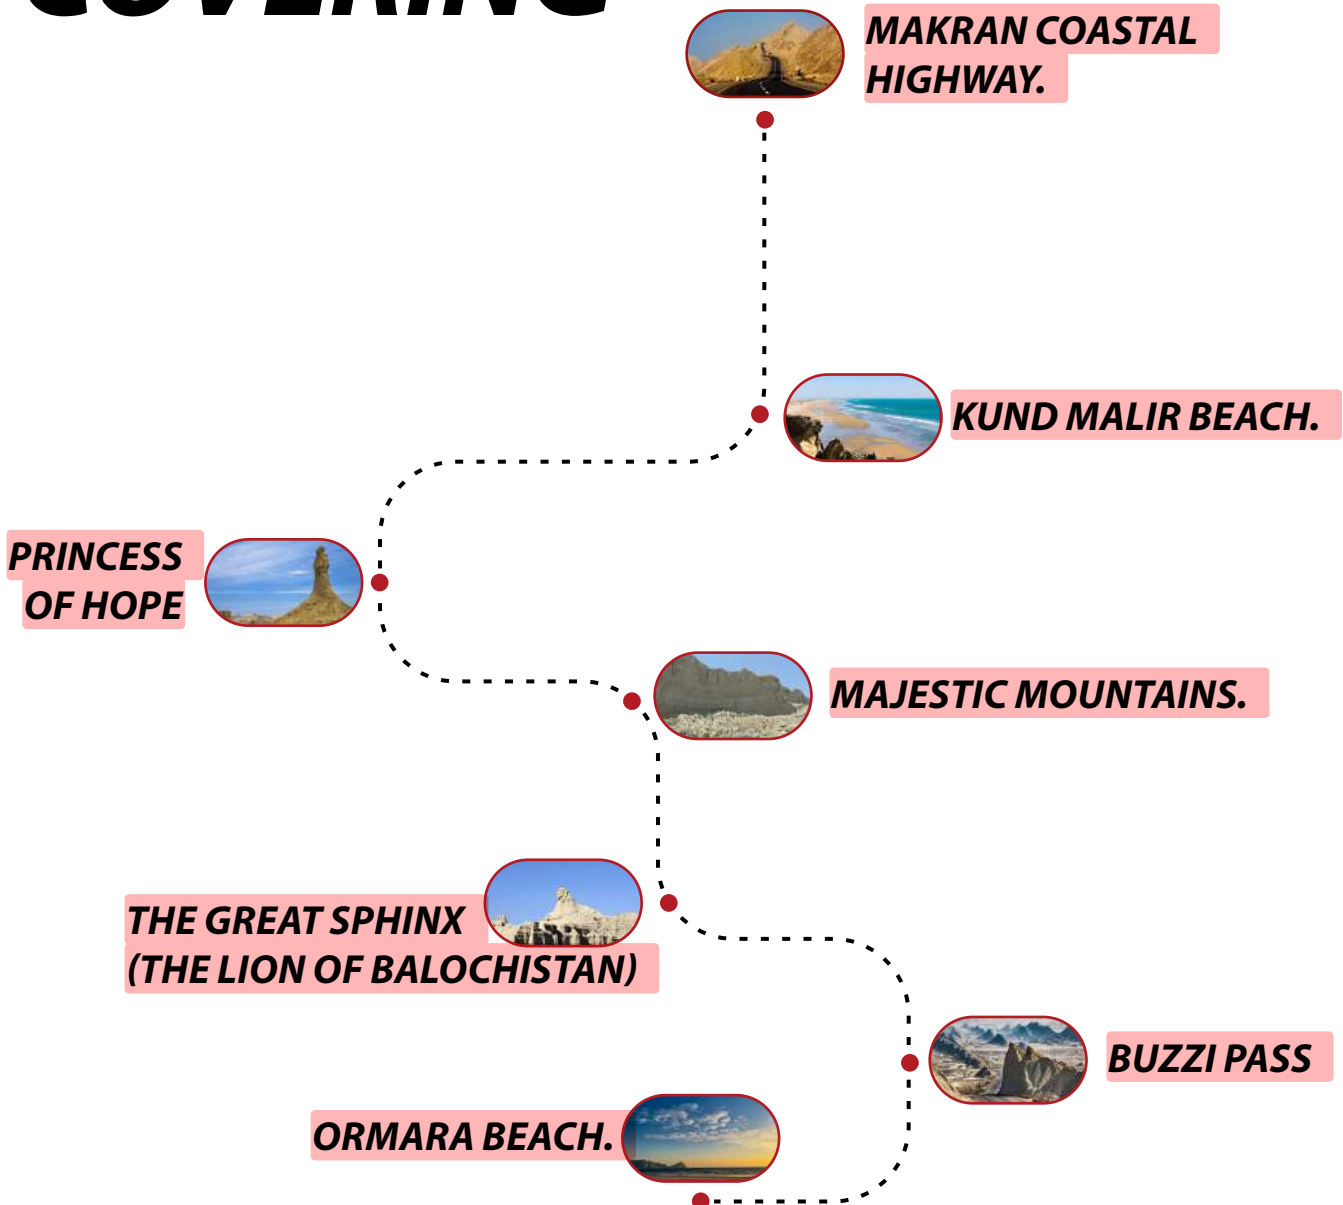 COVERING
MAKRAN COASTAL
HIGHWAY.
KUND MALIR BEACH.
PRINCESS
OF HOPE
MAJESTIC MOUNTAINS.
THE GREAT SPHINX
(THE LION OF BALOCHISTAN)
BUZZI PASS
ORMARA BEACH.